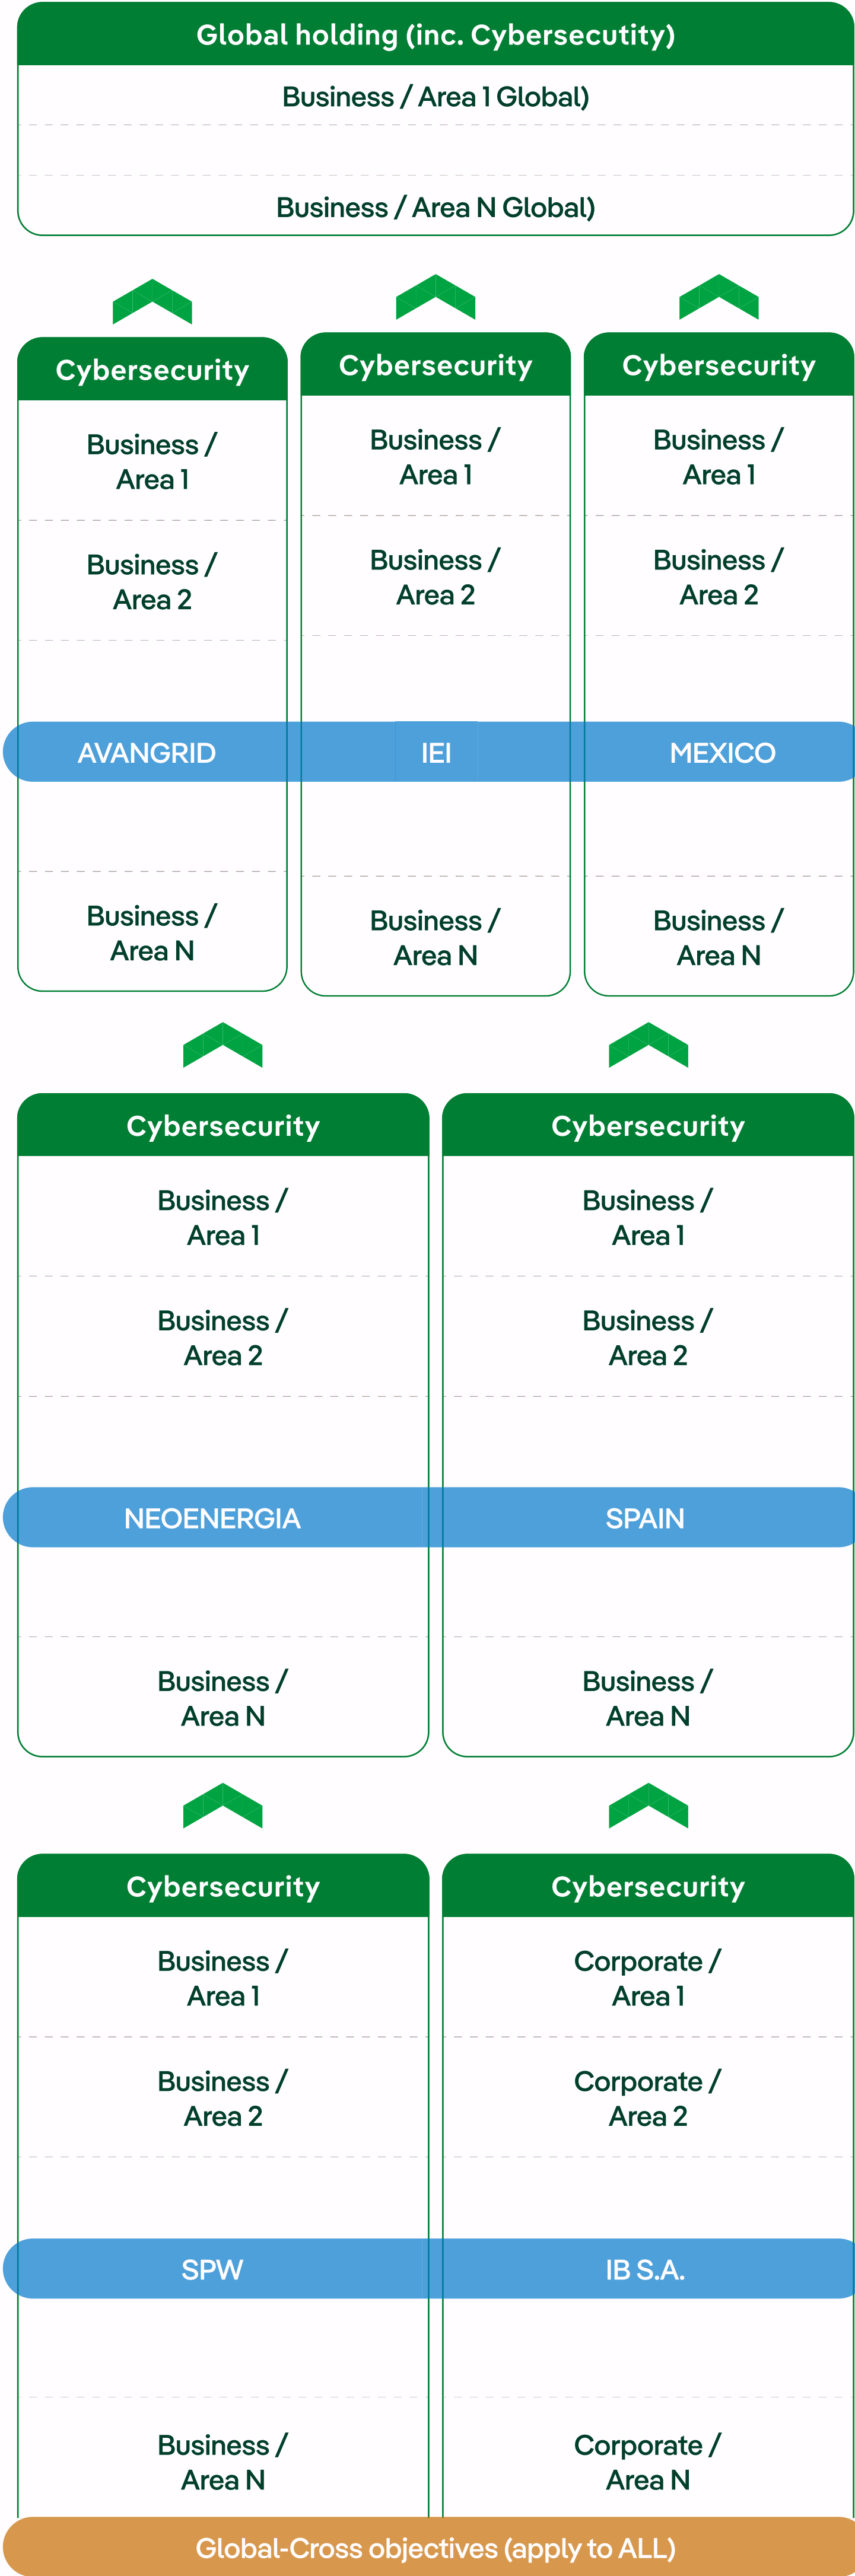 Global holding (inc. Cybersecutity)
Business / Area 1 Global)
Business / Area N Global)
Cybersecurity
Business /
Area 1
Business /
Area 2
AVANGRID
Business /
Area N
Cybersecurity
Business /
Area 1
Business /
Area 2
IEI
Business /
Area N
Cybersecurity
Business /
Area 1
Business /
Area 2
MEXICO
Business /
Area N
Cybersecurity
Business /
Area 1
Business /
Area 2
NEOENERGIA
Business /
Area N
Cybersecurity
Business /
Area 1
Business /
Area 2
SPAIN
Business /
Area N
Cybersecurity
Business /
Area 1
Business /
Area 2
SPW
Business /
Area N
Cybersecurity
Corporate /
Area 1
Corporate /
Area 2
IB S.A.
Corporate /
Area N
Global-Cross objectives (apply to ALL)